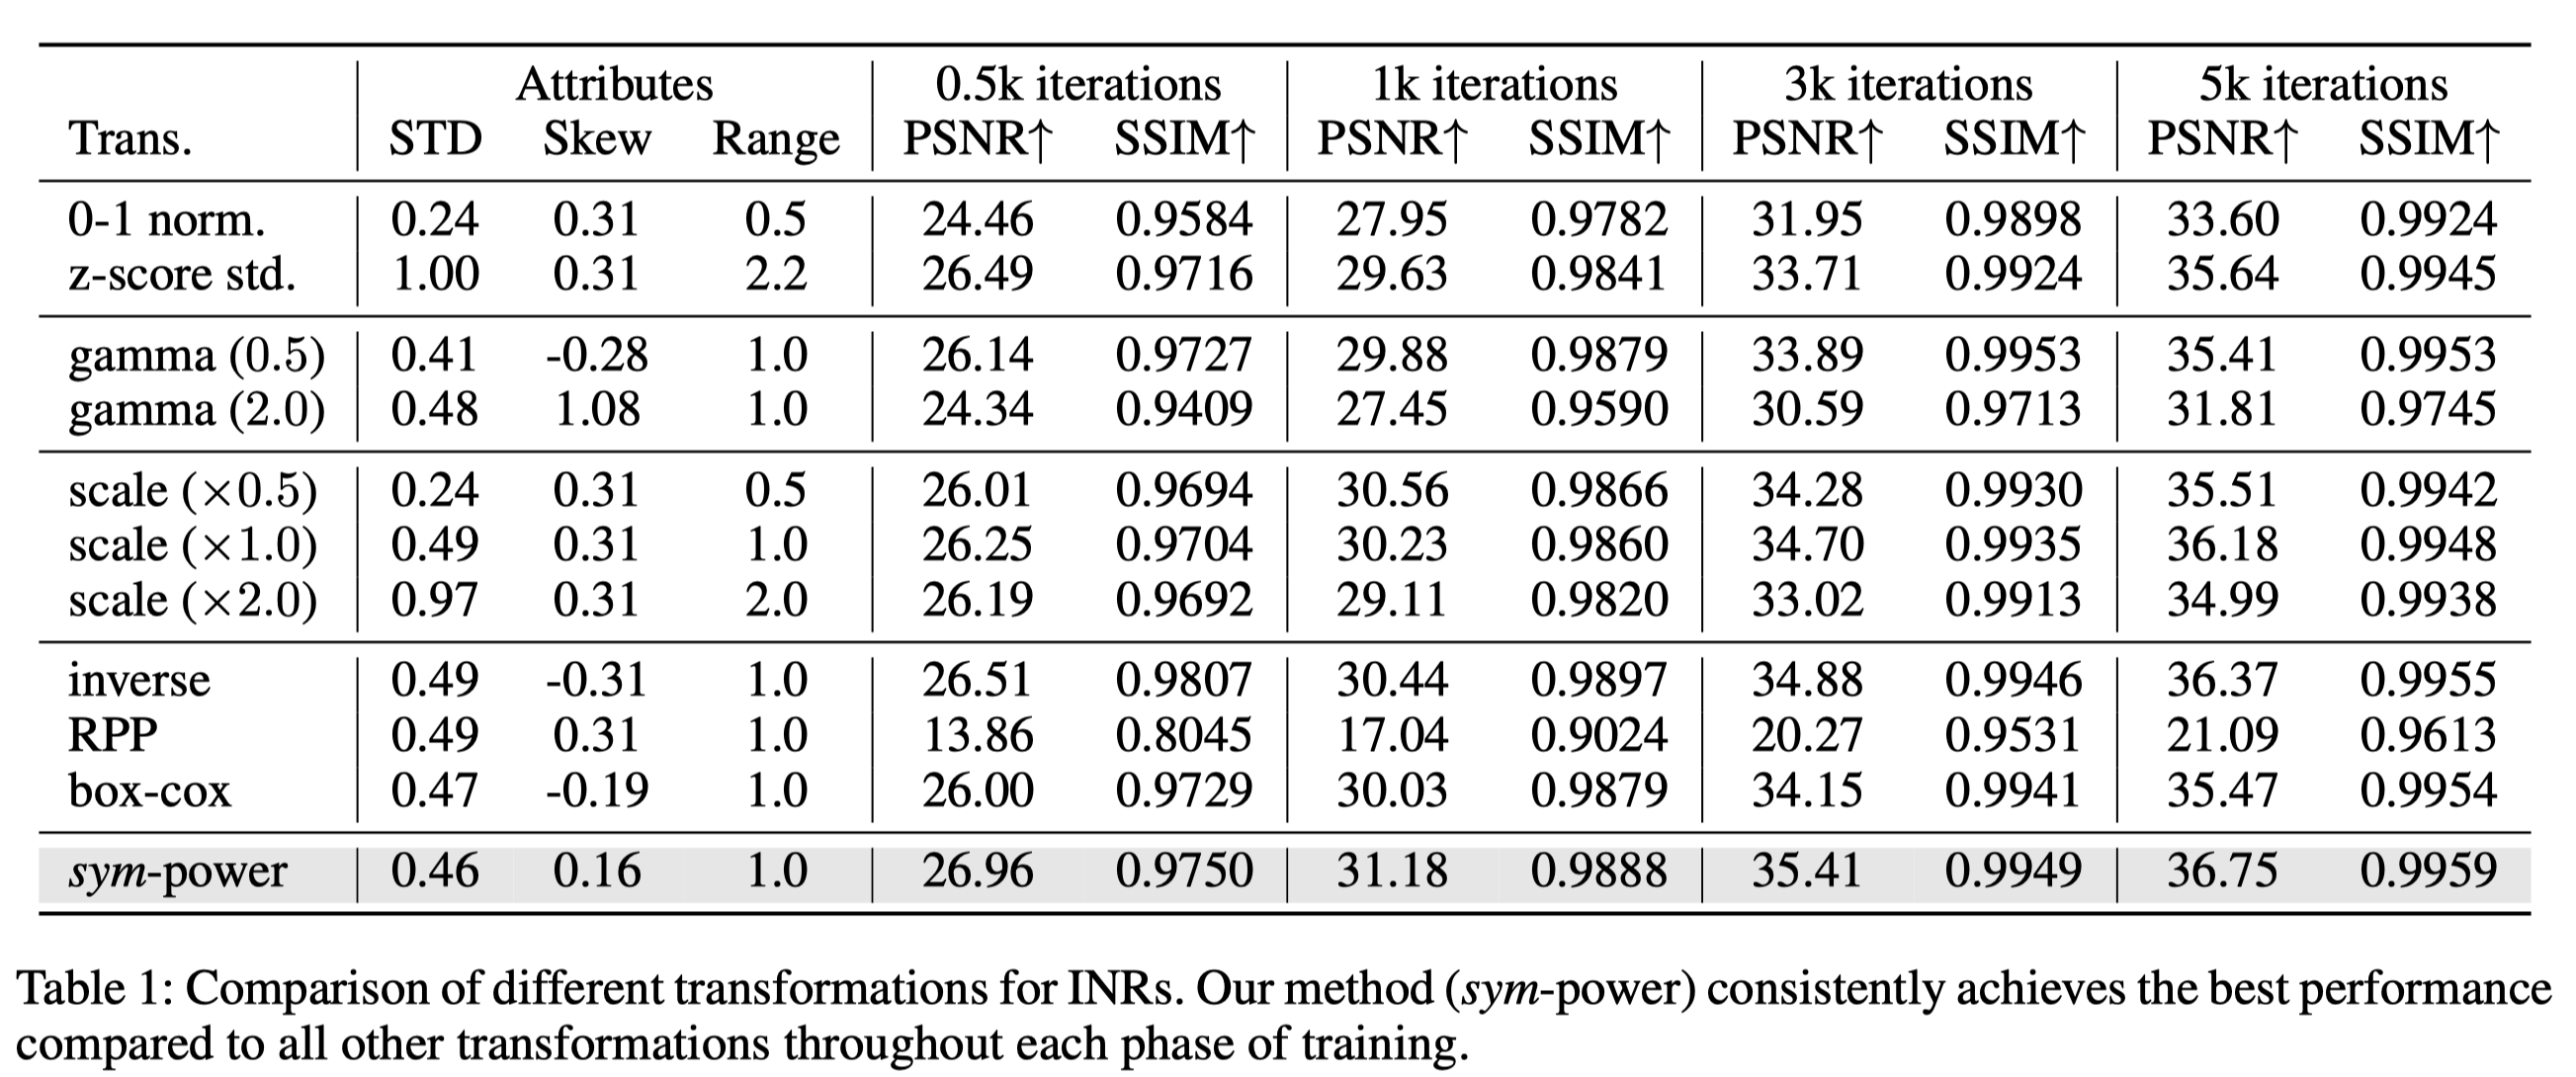 Attributes 0.5k iterations 1k iterations 3k iterations 5k iterations
Trans. STD Skew Range PSNR↑ SSIM↑ PSNR↑ SSIM↑ PSNR↑ SSIM↑ PSNR↑ SSIM↑
0-1 norm. 0.24 0.31 0.5 24.46 0.9584 27.95 0.9782 31.95 0.9898 33.60 0.9924
z-score std. 1.00 0.31 2.2 26.49 0.9716 29.63 0.9841 33.71 0.9924 35.64 0.9945
gamma (0.5) 0.41 -0.28 1.0 26.14 0.9727 29.88 0.9879 33.89 0.9953 35.41 0.9953
gamma (2.0) 0.48 1.08 1.0 24.34 0.9409 27.45 0.9590 30.59 0.9713 31.81 0.9745
scale (×0.5) 0.24 0.31 0.5 26.01 0.9694 30.56 0.9866 34.28 0.9930 35.51 0.9942
scale (×1.0) 0.49 0.31 1.0 26.25 0.9704 30.23 0.9860 34.70 0.9935 36.18 0.9948
scale (×2.0) 0.97 0.31 2.0 26.19 0.9692 29.11 0.9820 33.02 0.9913 34.99 0.9938
inverse 0.49 -0.31 1.0 26.51 0.9807 30.44 0.9897 34.88 0.9946 36.37 0.9955
RPP 0.49 0.31 1.0 13.86 0.8045 17.04 0.9024 20.27 0.9531 21.09 0.9613
box-cox 0.47 -0.19 1.0 26.00 0.9729 30.03 0.9879 34.15 0.9941 35.47 0.9954
sym-power 0.46 0.16 1.0 26.96 0.9750 31.18 0.9888 35.41 0.9949 36.75 0.9959
Table 1: Comparison of different transformations for INRs. Our method (sym-power) consistently achieves the best performance
compared to all other transformations throughout each phase of training.